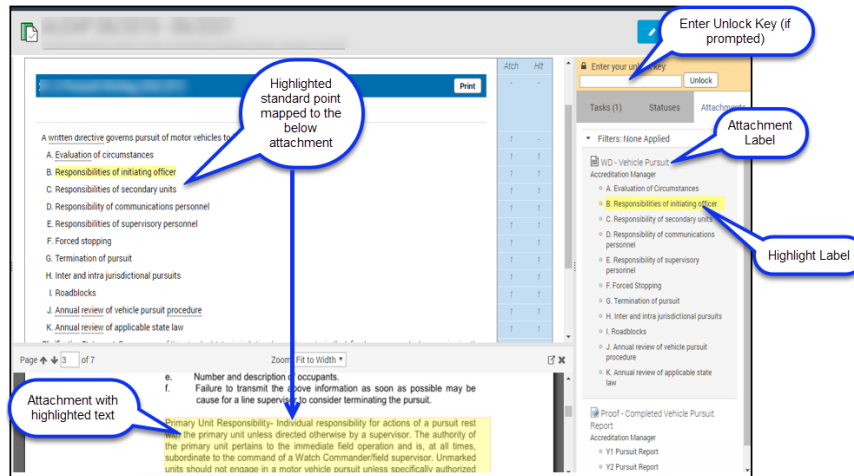 Enter Unlock Key (if
prompted)
Atch Hlt
Print
- -
Highlighted
standard point
mapped to the
below
attachment
Enter your unlock key:
Unlock
Tasks (1) Statuses Attachments
Attachment
Label
Filters: None Applied
WD - Vehicle Pursuit
Accreditation Manager
A. Evaluation of Circumstances
B. Responsibilities of initiating officer
C. Responsibility of secondary units
D. Responsibility of communications
personnel
E. Responsibility of supervisory
personnel
F. Forced Stopping
G. Termination of pursuit
H. Inter and intra jurisdictional pursuits
I. Roadblocks
J. Annual review of vehicle pursuit
procedure
K. Annual review of applicable state
law
Highlight Label
Proof - Completed Vehicle Pursuit
Report
Accreditation Manager
Y1 Pursuit Report
Y2 Pursuit Report
A written directive governs pursuit of motor vehicles to
A. Evaluation of circumstances
B. Responsibilities of initiating officer
C. Responsibilities of secondary units
D. Responsibility of communications personnel
E. Responsibilities of supervisory personnel
F. Forced stopping
G. Termination of pursuit
H. Inter and intra jurisdictional pursuits
I. Roadblocks
J. Annual review of vehicle pursuit procedure
K. Annual review of applicable state law
Page 3 of 7 Zoom: Fit to Width
e. Number and description of occupants.
f. Failure to transmit the above information as soon as possible may be
cause for a line supervisor to consider terminating the pursuit.
Attachment with
highlighted text
Primary Unit Responsibility- Individual responsibility for actions of a pursuit rest
with the primary unit unless directed otherwise by a supervisor. The authority of
the primary unit pertains to the immediate field operation and is, at all times,
subordinate to the command of a Watch Commander/field supervisor. Unmarked
units should not engage in a motor vehicle pursuit unless specifically authorized